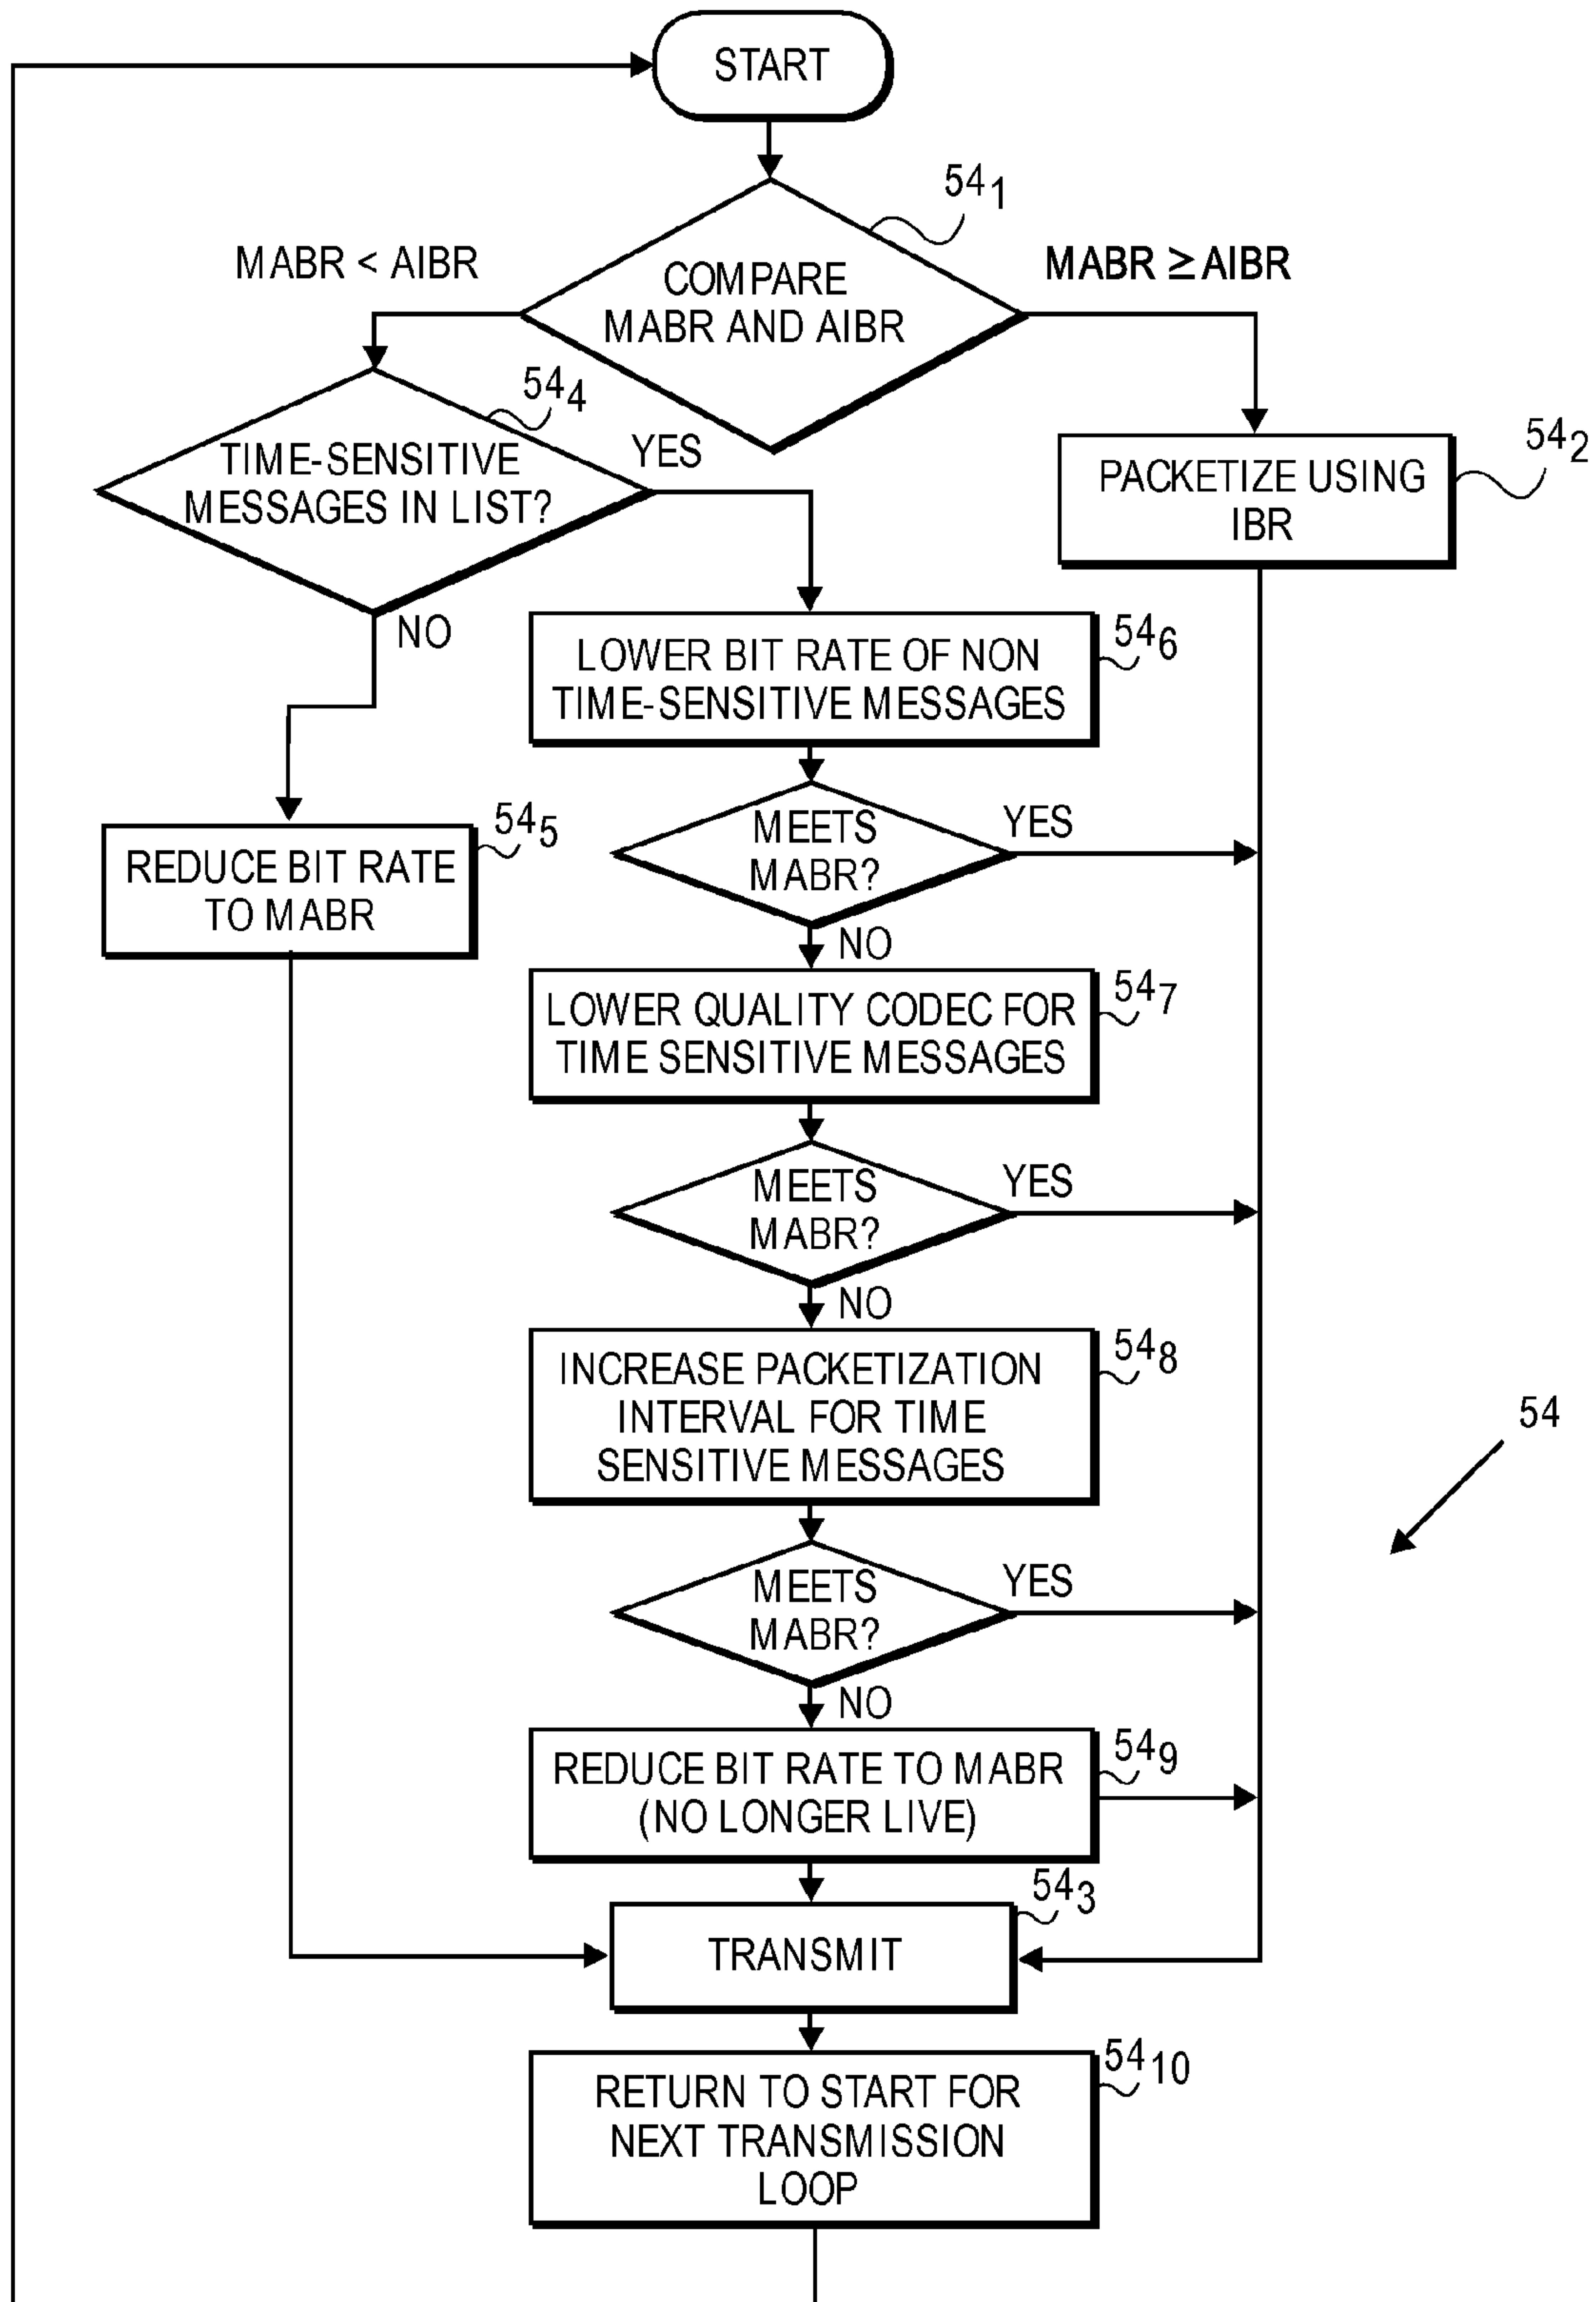 START
54₁
MABR < AIBR
MABR ≥ AIBR
COMPARE
MABR AND AIBR
54₄
TIME-SENSITIVE
MESSAGES IN LIST?
YES
54₂
PACKETIZE USING
IBR
NO
54₆
LOWER BIT RATE OF NON
TIME-SENSITIVE MESSAGES
54₅
REDUCE BIT RATE
TO MABR
MEETS
MABR?
YES
NO
54₇
LOWER QUALITY CODEC FOR
TIME SENSITIVE MESSAGES
MEETS
MABR?
YES
NO
54₈
INCREASE PACKETIZATION
INTERVAL FOR TIME
SENSITIVE MESSAGES
54
MEETS
MABR?
YES
NO
54₉
REDUCE BIT RATE TO MABR
(NO LONGER LIVE)
54₃
TRANSMIT
54₁₀
RETURN TO START FOR
NEXT TRANSMISSION
LOOP